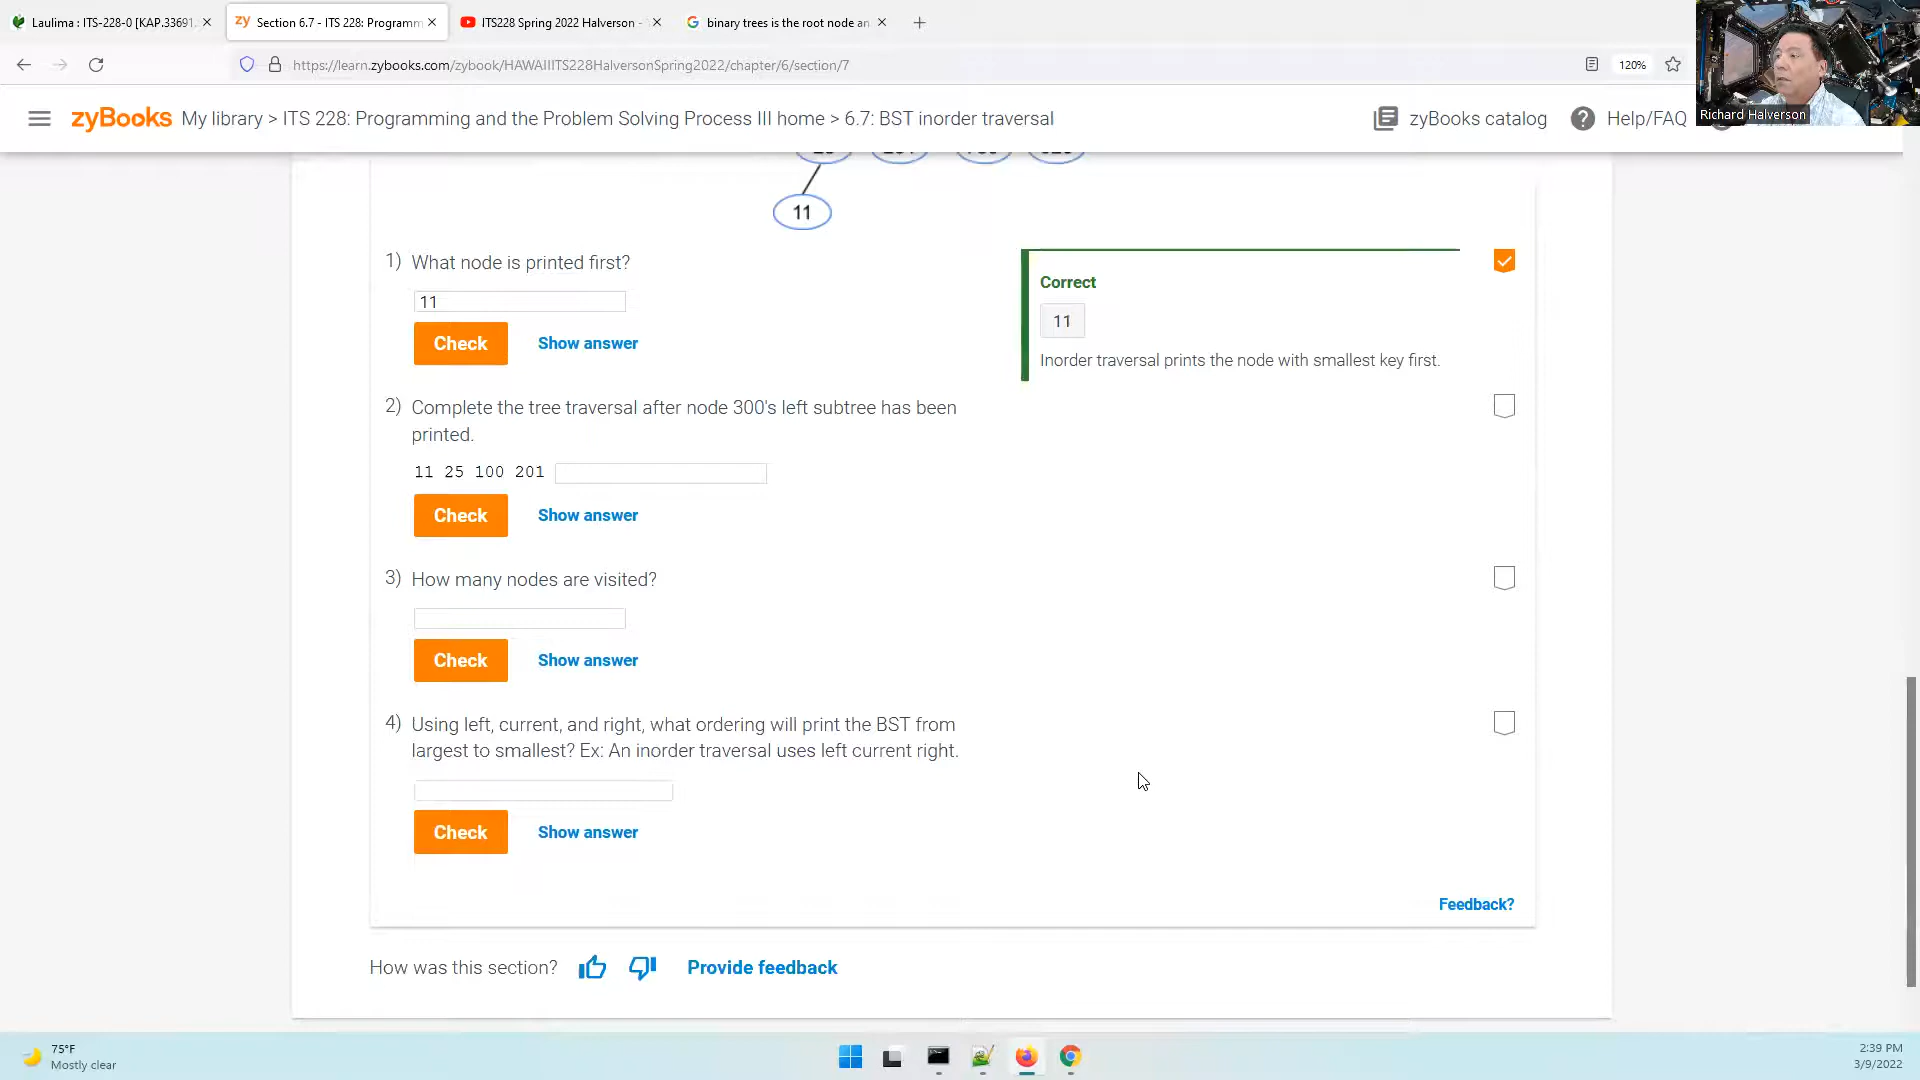 Laulima : ITS-228-0 [KAP.33691.
Section 6.7 - ITS 228: Programm
ITS228 Spring 2022 Halverson -
binary trees is the root node an
https://learn.zybooks.com/zybook/HAWAIIITS228HalversonSpring2022/chapter/6/section/7
120%
zyBooks My library > ITS 228: Programming and the Problem Solving Process III home > 6.7: BST inorder traversal
zyBooks catalog
Help/FAQ
Richard Halverson
11
1) What node is printed first?
11
Check Show answer
Correct
11
Inorder traversal prints the node with smallest key first.
2) Complete the tree traversal after node 300's left subtree has been
printed.
11 25 100 201
Check Show answer
3) How many nodes are visited?
Check Show answer
4) Using left, current, and right, what ordering will print the BST from
largest to smallest? Ex: An inorder traversal uses left current right.
Check Show answer
Feedback?
How was this section?
Provide feedback
75°F
Mostly clear
2:39 PM
3/9/2022